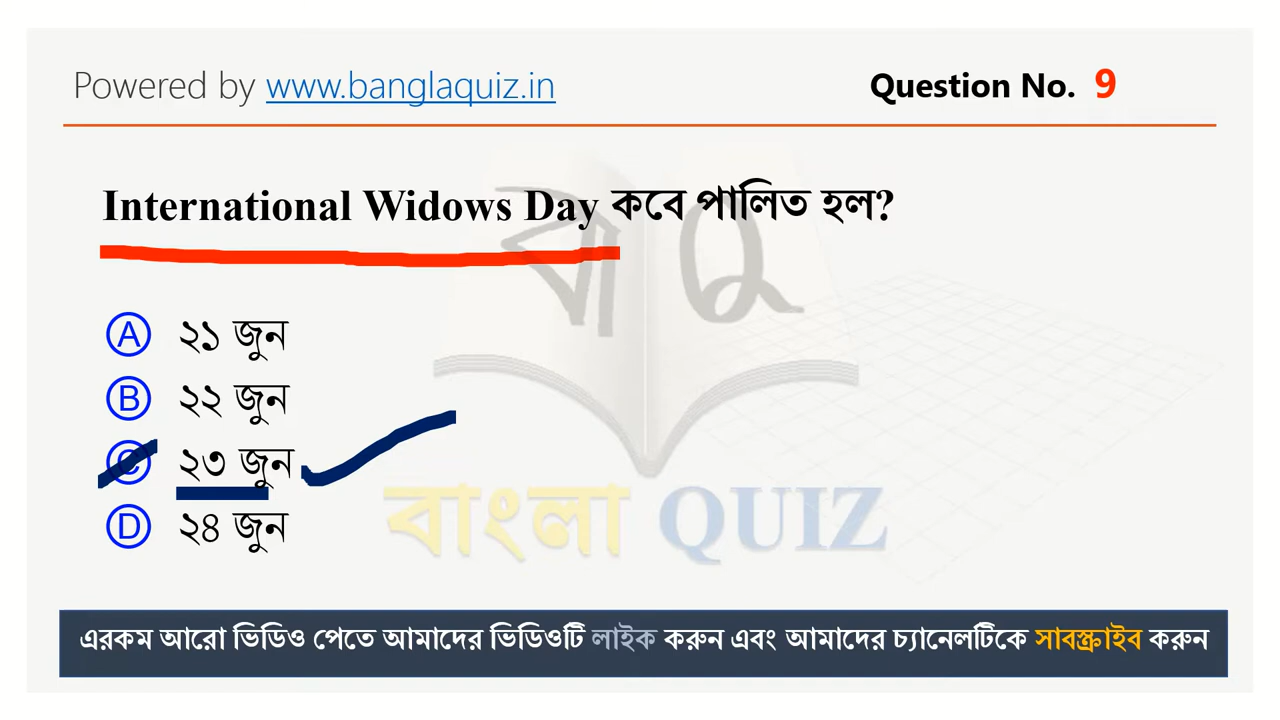 Powered by www.banglaquiz.in
Question No. 9
International Widows Day কবে পালিত হল?
A ২১ জুন
B ২২ জুন
C ২৩ জুন
D ২৪ জুন
বা Q
বাংলা QUIZ
এরকম আরো ভিডিও পেতে আমাদের ভিডিওটি লাইক করুন এবং আমাদের চ্যানেলটিকে সাবস্ক্রাইব করুন